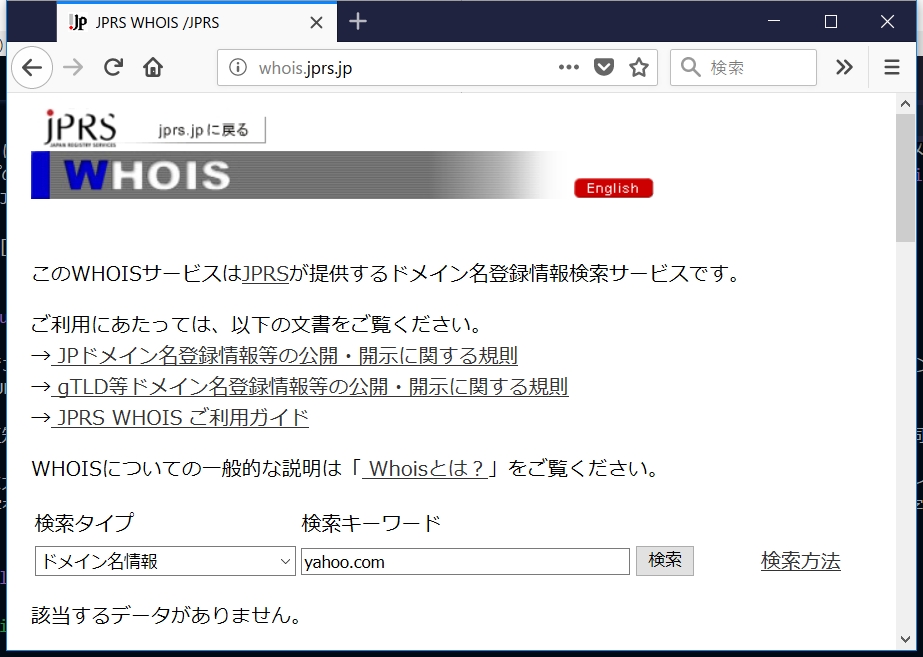 JPRS WHOIS /JPRS
whois.jprs.jp
検索
JPRS
JAPAN REGISTRY SERVICES
jprs.jp に戻る
WHOIS
English
このWHOISサービスはJPRSが提供するドメイン名登録情報検索サービスです。
ご利用にあたっては、以下の文書をご覧ください。
→ JPドメイン名登録情報等の公開・開示に関する規則
→ gTLD等ドメイン名登録情報等の公開・開示に関する規則
→ JPRS WHOIS ご利用ガイド
WHOISについての一般的な説明は「 Whoisとは？」をご覧ください。
検索タイプ 検索キーワード
ドメイン名情報 yahoo.com 検索 検索方法
該当するデータがありません。